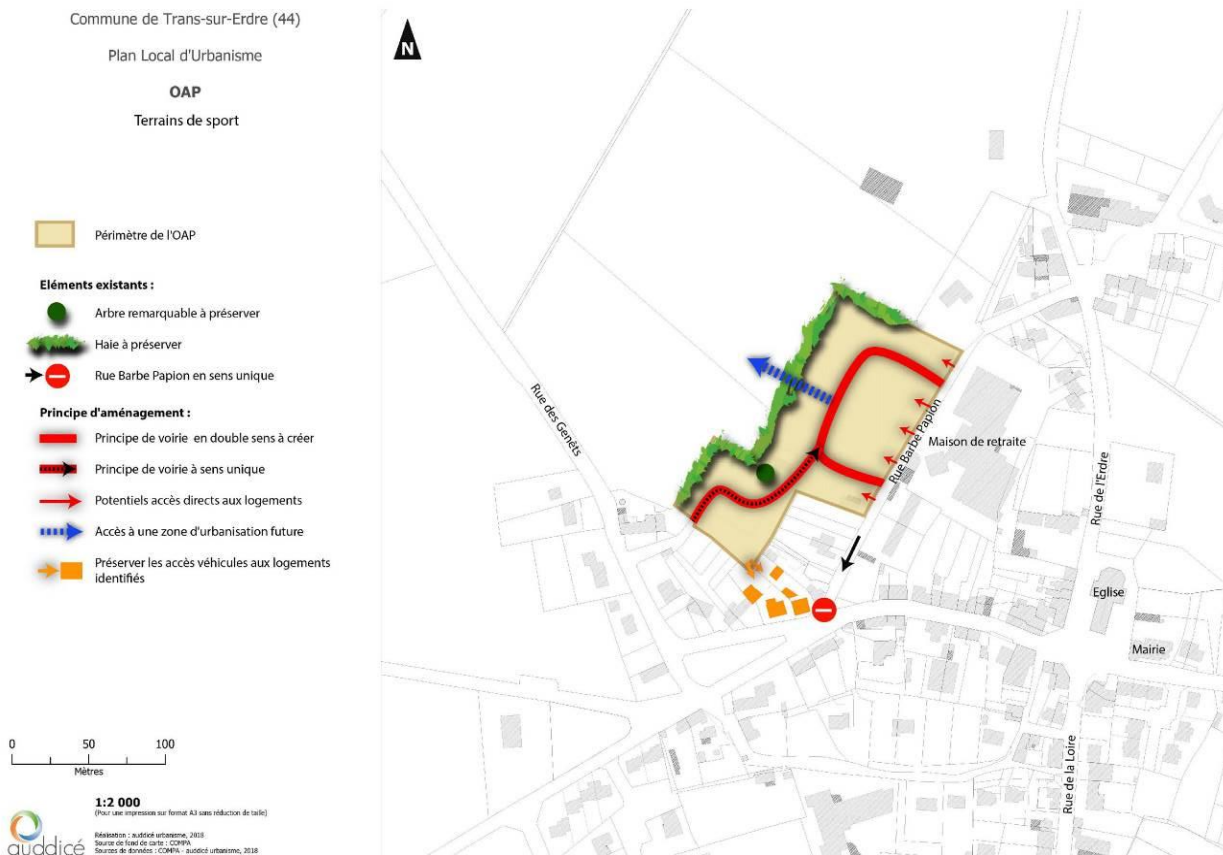 Commune de Trans-sur-Erdre (44)
Plan Local d'Urbanisme
OAP
Terrains de sport
Périmètre de l'OAP
Eléments existants :
Arbre remarquable à préserver
Haie à préserver
Rue Barbe Papion en sens unique
Principe d'aménagement :
Principe de voirie en double sens à créer
Principe de voirie à sens unique
Potentiels accès directs aux logements
Accès à une zone d'urbanisation future
Préserver les accès véhicules aux logements
identifiés
0 50 100
Mètres
1:2 000
(Pour une impression sur format A3 sans réduction de taille)
Réalisation : auddicé urbanisme, 2018
Source de fond de carte : COMPA
Sources de données : COMPA - auddicé urbanisme, 2018
auddicé
N
Rue des Genêts
Rue Barbe Papion
Maison de retraite
Rue de l'Erdre
Eglise
Mairie
Rue de la Loire